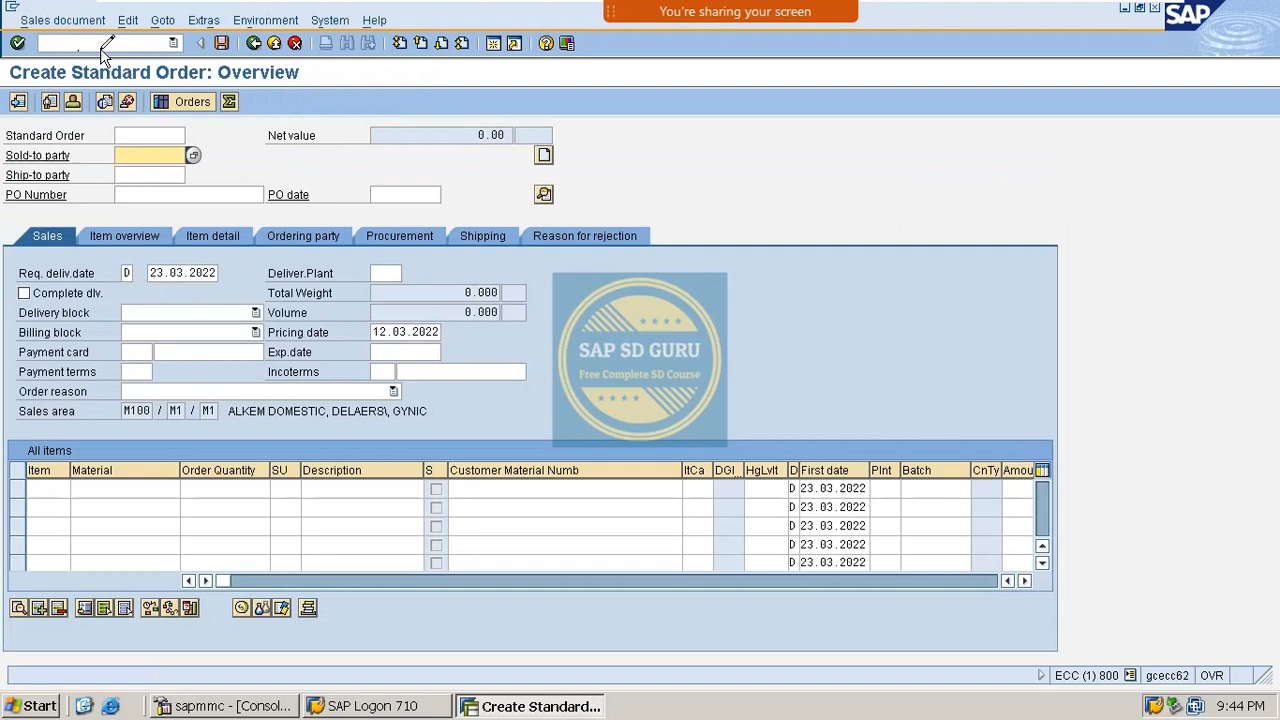 You're sharing your screen
Sales document Edit Goto Extras Environment System Help
SAP
Create Standard Order: Overview
Orders
Standard Order Net value 0.00
Sold-to party
Ship-to party
PO Number PO date
Sales Item overview Item detail Ordering party Procurement Shipping Reason for rejection
Req. deliv.date D 23.03.2022 Deliver.Plant
Complete dlv. Total Weight 0.000
Delivery block Volume 0.000
Billing block Pricing date 12.03.2022
Payment card Exp.date
Payment terms Incoterms
Order reason
Sales area M100 / M1 / M1 ALKEM DOMESTIC, DELAERS\, GYNIC
SAP SD GURU
Free Complete SD Course
All items
Item Material Order Quantity SU Description S Customer Material Numb ItCa DGI... HgLvIt D First date Plnt Batch CnTy Amou
D 23.03.2022
D 23.03.2022
D 23.03.2022
D 23.03.2022
D 23.03.2022
ECC (1) 800 gcecc62 OVR
Start sapmmc - [Consol... SAP Logon 710 Create Standard... 9:44 PM